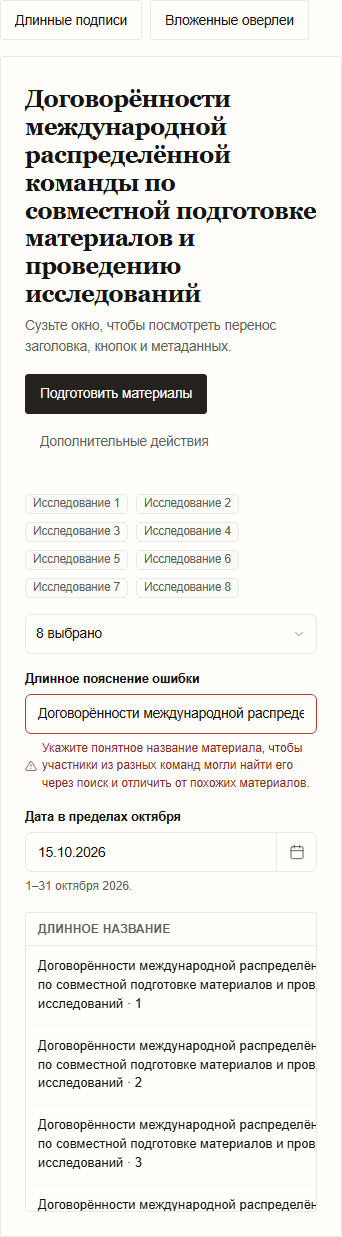 Длинные подписи
Вложенные оверлеи
Договорённости
международной
распределённой
команды по
совместной подготовке
материалов и
проведению
исследований
Сузьте окно, чтобы посмотреть перенос
заголовка, кнопок и метаданных.
Подготовить материалы
Дополнительные действия
Исследование 1
Исследование 2
Исследование 3
Исследование 4
Исследование 5
Исследование 6
Исследование 7
Исследование 8
8 выбрано
Длинное пояснение ошибки
Договорённости международной распреде
Укажите понятное название материала, чтобы
участники из разных команд могли найти его
через поиск и отличить от похожих материалов.
Дата в пределах октября
15.10.2026
1–31 октября 2026.
ДЛИННОЕ НАЗВАНИЕ
Договорённости международной распределён
по совместной подготовке материалов и пров
исследований · 1
Договорённости международной распределён
по совместной подготовке материалов и пров
исследований · 2
Договорённости международной распределён
по совместной подготовке материалов и пров
исследований · 3
Договорённости международной распределён